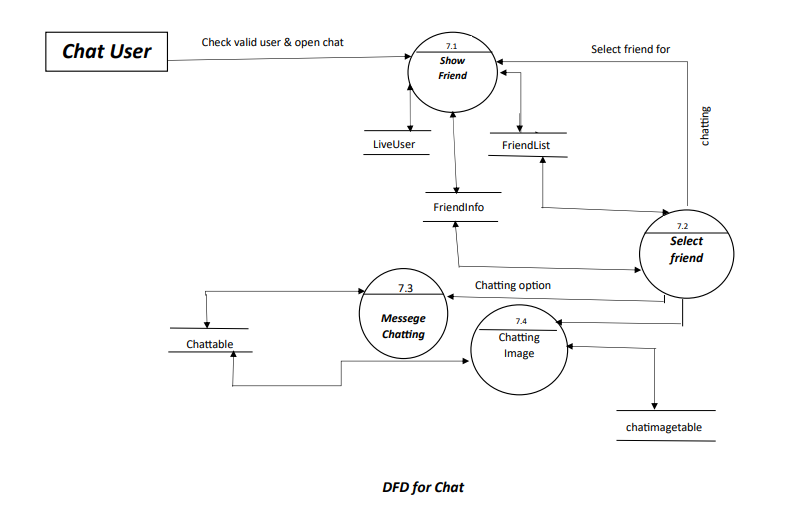 Chat User
Check valid user & open chat
7.1
Show
Friend
Select friend for
chatting
LiveUser
FriendList
FriendInfo
7.2
Select
friend
Chatting option
7.3
Messege
Chatting
7.4
Chatting
Image
Chattable
chatimagetable
DFD for Chat